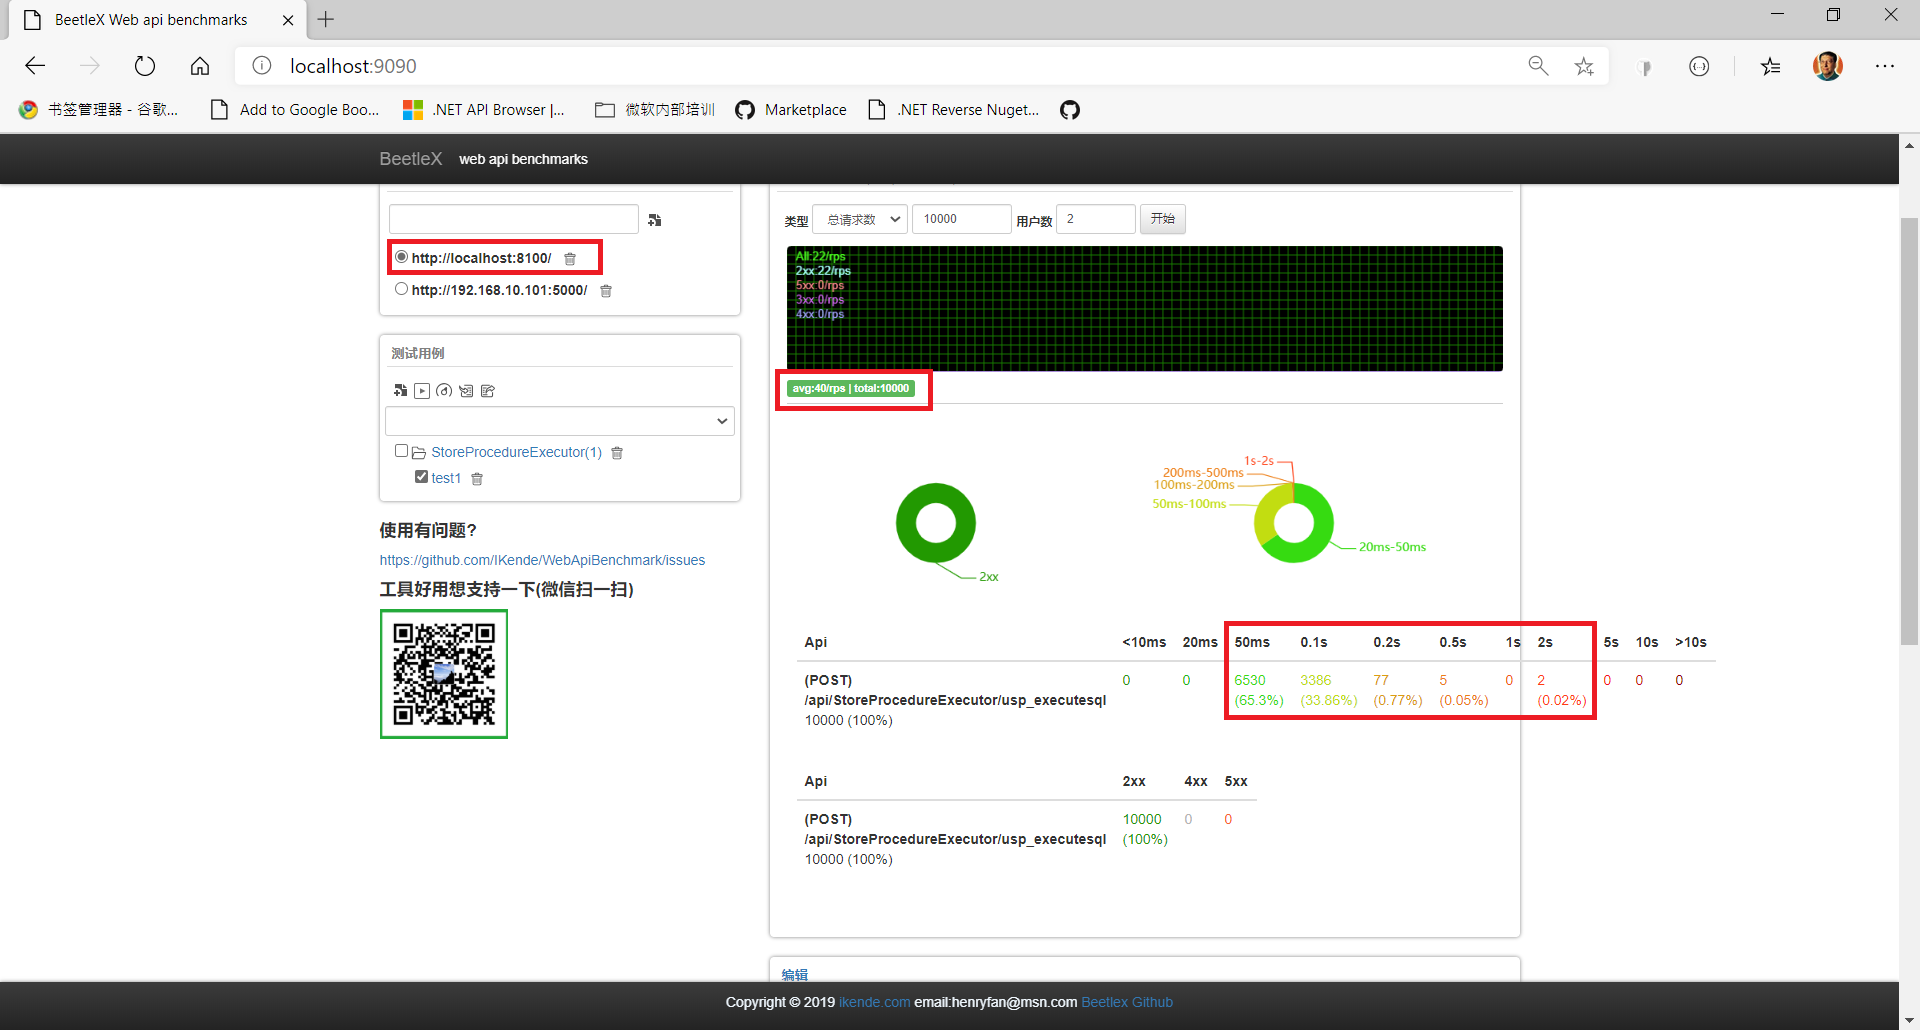 BeetleX Web api benchmarks
localhost:9090
书签管理器 - 谷歌...
Add to Google Boo...
.NET API Browser |...
微软内部培训
Marketplace
.NET Reverse Nuget...
BeetleX web api benchmarks
http://localhost:8100/
http://192.168.10.101:5000/
测试用例
StoreProcedureExecutor(1)
test1
使用有问题?
https://github.com/IKende/WebApiBenchmark/issues
工具好用想支持一下(微信扫一扫)
类型 总请求数 10000 用户数 2 开始
All:22/rps
2xx:22/rps
5xx:0/rps
3xx:0/rps
4xx:0/rps
avg:40/rps | total:10000
2xx
1s-2s
200ms-500ms
100ms-200ms
50ms-100ms
20ms-50ms
Api <10ms 20ms 50ms 0.1s 0.2s 0.5s 1s 2s 5s 10s >10s
(POST) 0 0 6530 3386 77 5 0 2 0 0 0
/api/StoreProcedureExecutor/usp_executesql (65.3%) (33.86%) (0.77%) (0.05%) (0.02%)
10000 (100%)
Api 2xx 4xx 5xx
(POST) 10000 0 0
/api/StoreProcedureExecutor/usp_executesql (100%)
10000 (100%)
编辑
Copyright © 2019 ikende.com email:henryfan@msn.com Beetlex Github